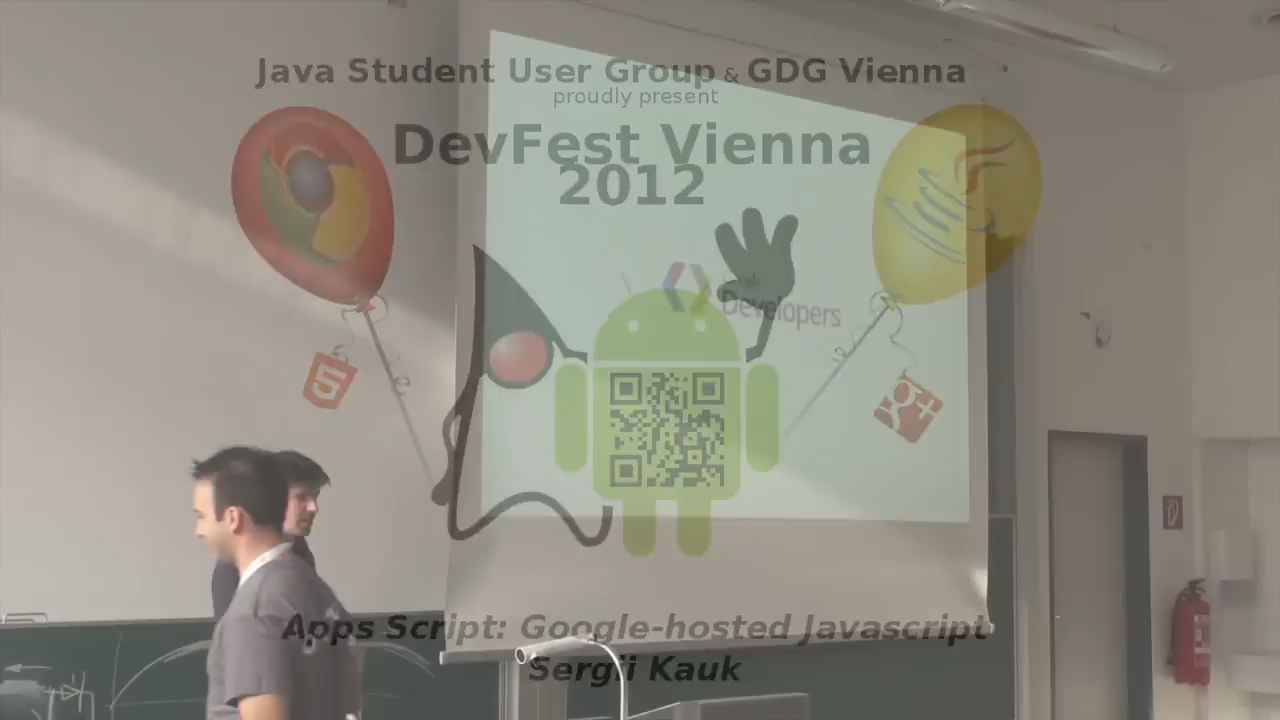 Java Student User Group & GDG Vienna
proudly present
DevFest Vienna
2012
Developers
5
g+
Apps Script: Google-hosted Javascript
Sergii Kauk